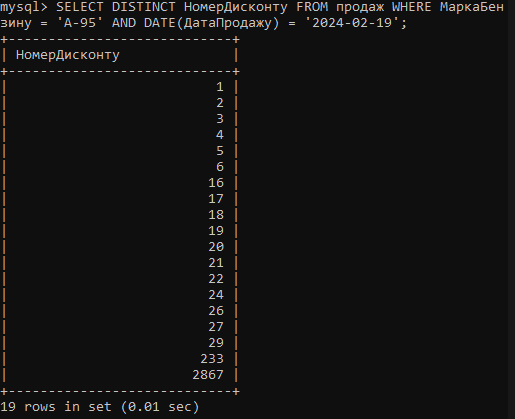 mysql> SELECT DISTINCT НомерДисконту FROM продаж WHERE МаркаБен
зину = 'А-95' AND DATE(ДатаПродажу) = '2024-02-19';
+----------------------------+
| НомерДисконту              |
+----------------------------+
|                          1 |
|                          2 |
|                          3 |
|                          4 |
|                          5 |
|                          6 |
|                         16 |
|                         17 |
|                         18 |
|                         19 |
|                         20 |
|                         21 |
|                         22 |
|                         24 |
|                         26 |
|                         27 |
|                         29 |
|                        233 |
|                       2867 |
+----------------------------+
19 rows in set (0.01 sec)